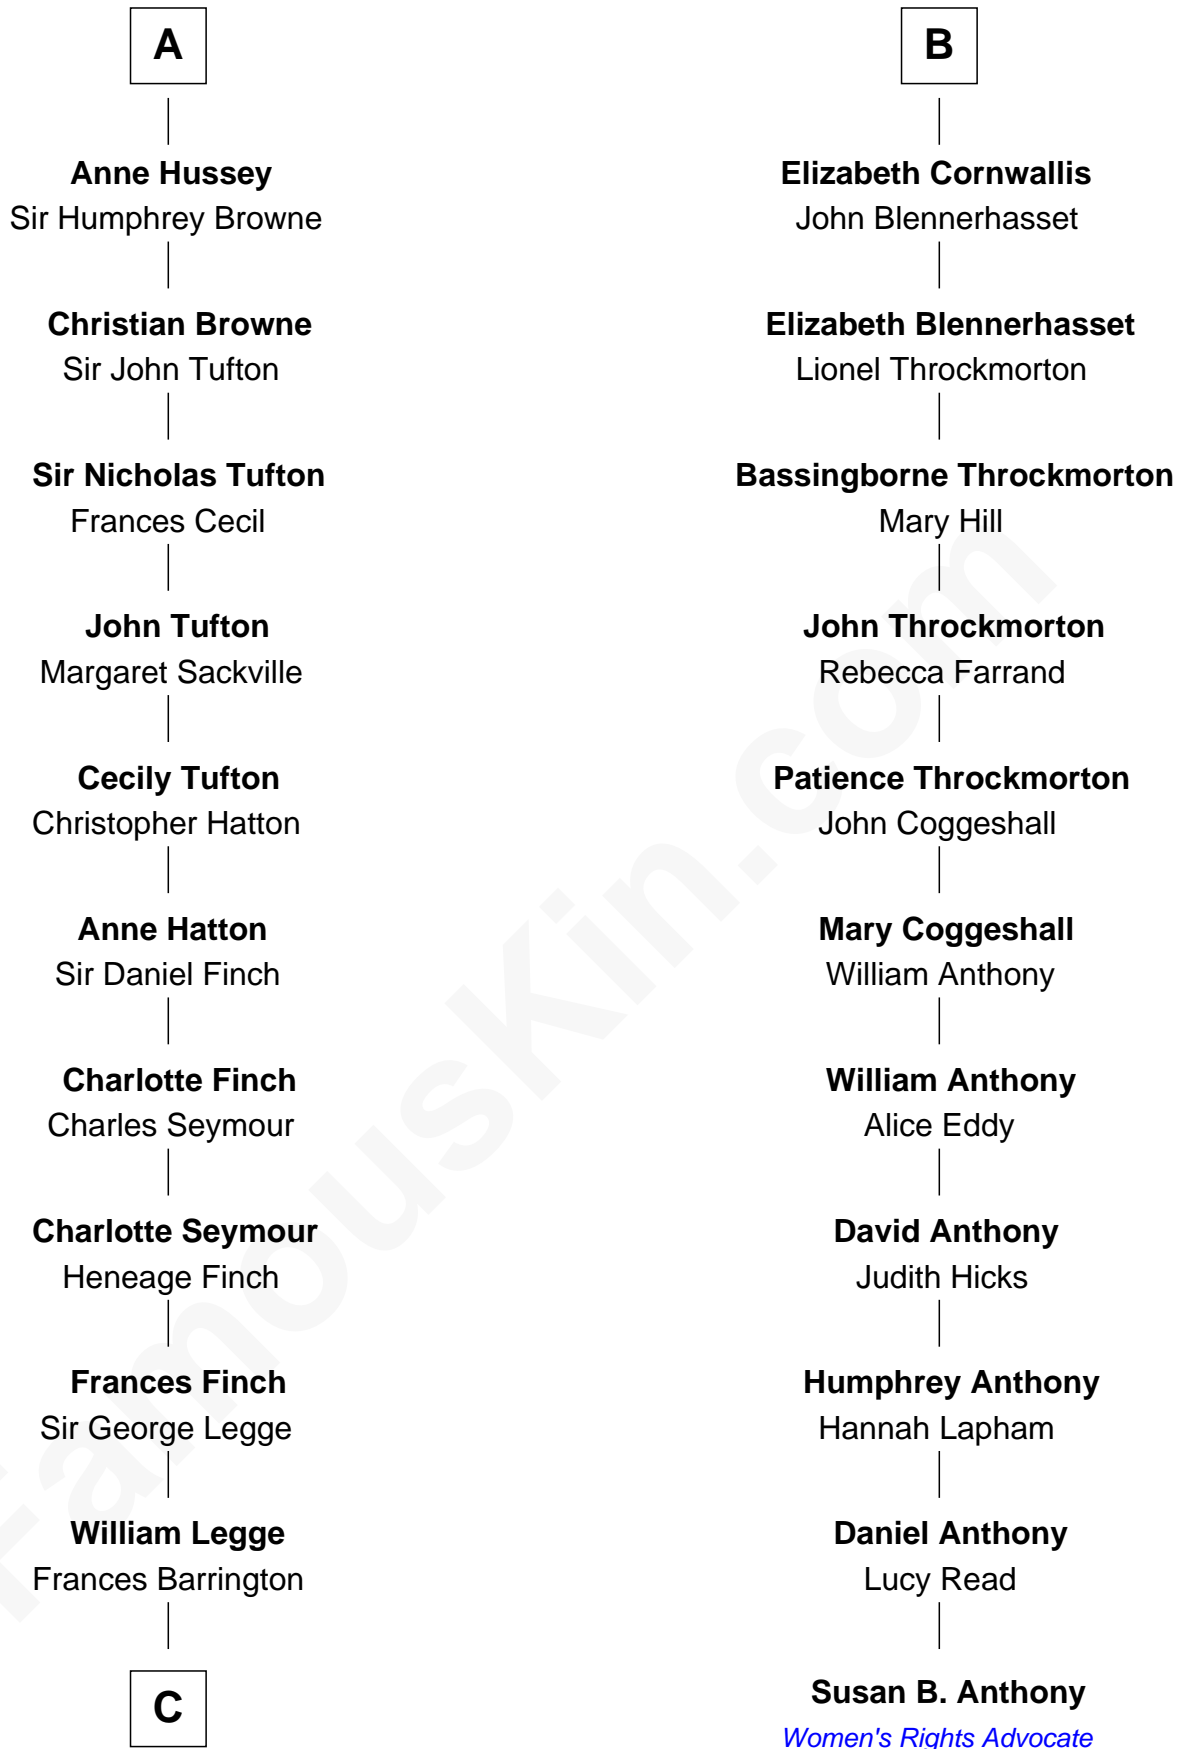 A
Anne Hussey
Sir Humphrey Browne
Christian Browne
Sir John Tufton
Sir Nicholas Tufton
Frances Cecil
John Tufton
Margaret Sackville
Cecily Tufton
Christopher Hatton
Anne Hatton
Sir Daniel Finch
Charlotte Finch
Charles Seymour
Charlotte Seymour
Heneage Finch
Frances Finch
Sir George Legge
William Legge
Frances Barrington
C
B
Elizabeth Cornwallis
John Blennerhasset
Elizabeth Blennerhasset
Lionel Throckmorton
Bassingborne Throckmorton
Mary Hill
John Throckmorton
Rebecca Farrand
Patience Throckmorton
John Coggeshall
Mary Coggeshall
William Anthony
William Anthony
Alice Eddy
David Anthony
Judith Hicks
Humphrey Anthony
Hannah Lapham
Daniel Anthony
Lucy Read
Susan B. Anthony
Women's Rights Advocate
FamousKin.com